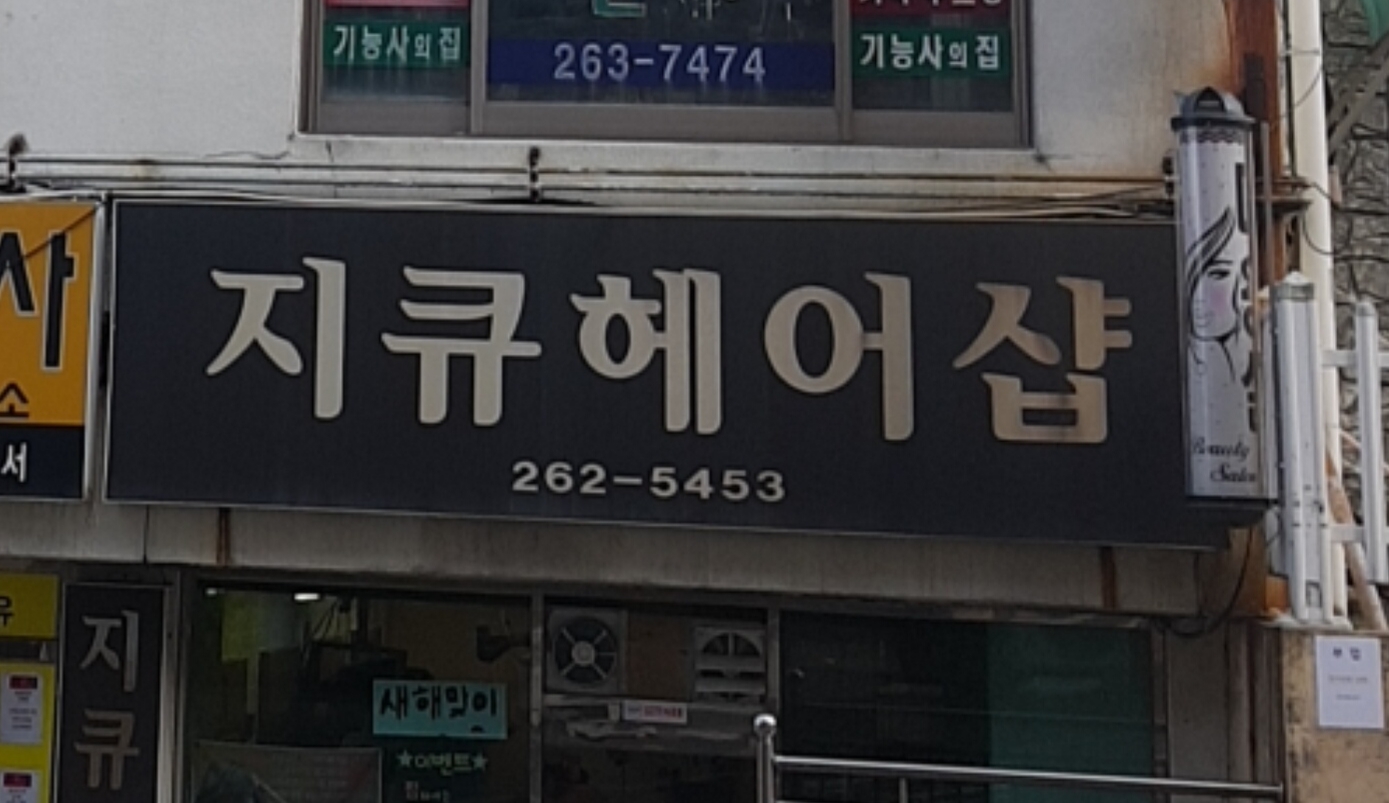 기능사의집
263-7474
기능사의집
사
소
서
지큐헤어샵
262-5453
Beauty
Salon
유
지큐
새해맞이
★이벤트★